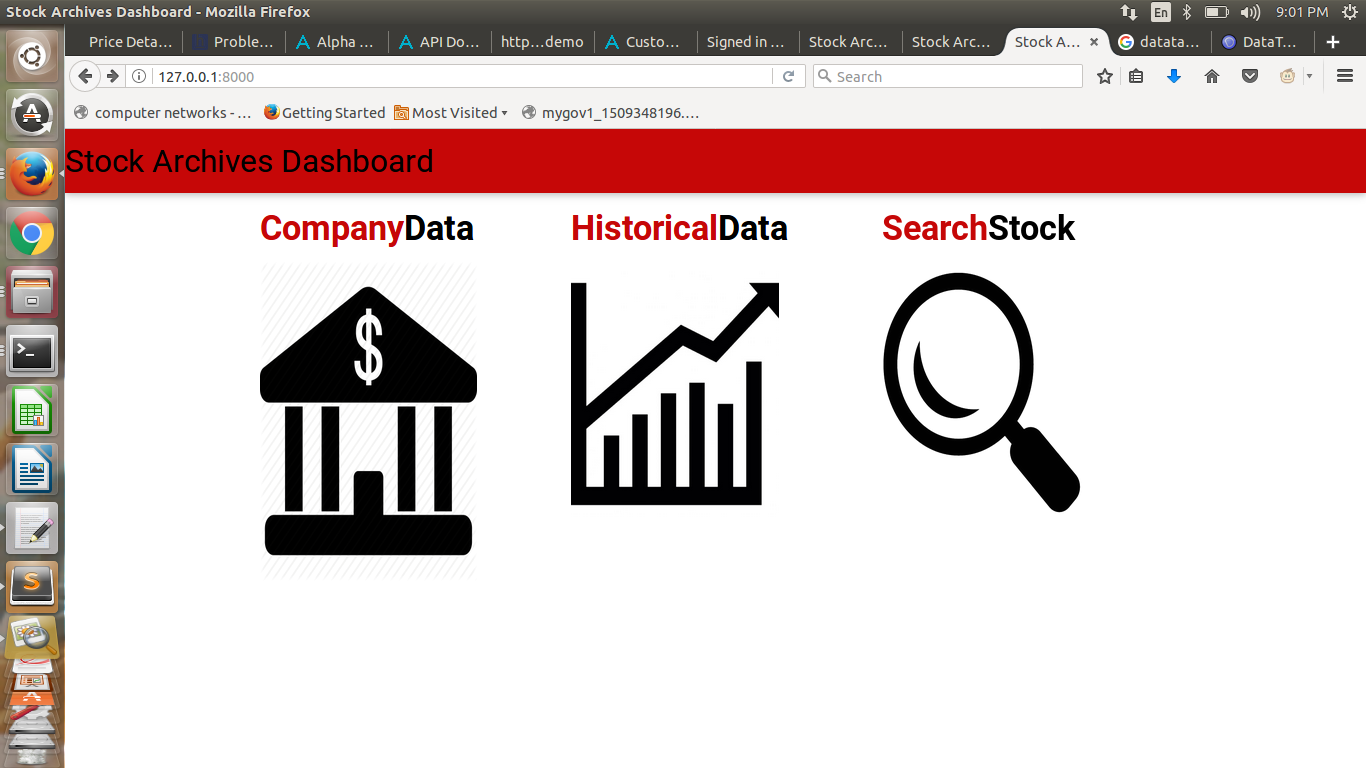 Stock Archives Dashboard - Mozilla Firefox
En
9:01 PM
Price Deta...
Proble...
Alpha ...
API Do...
http...demo
Custo...
Signed in ...
Stock Arc...
Stock Arc...
Stock A...
datata...
DataT...
127.0.0.1:8000
Search
computer networks - ...
Getting Started
Most Visited
mygov1_1509348196....
Stock Archives Dashboard
CompanyData
HistoricalData
SearchStock
$